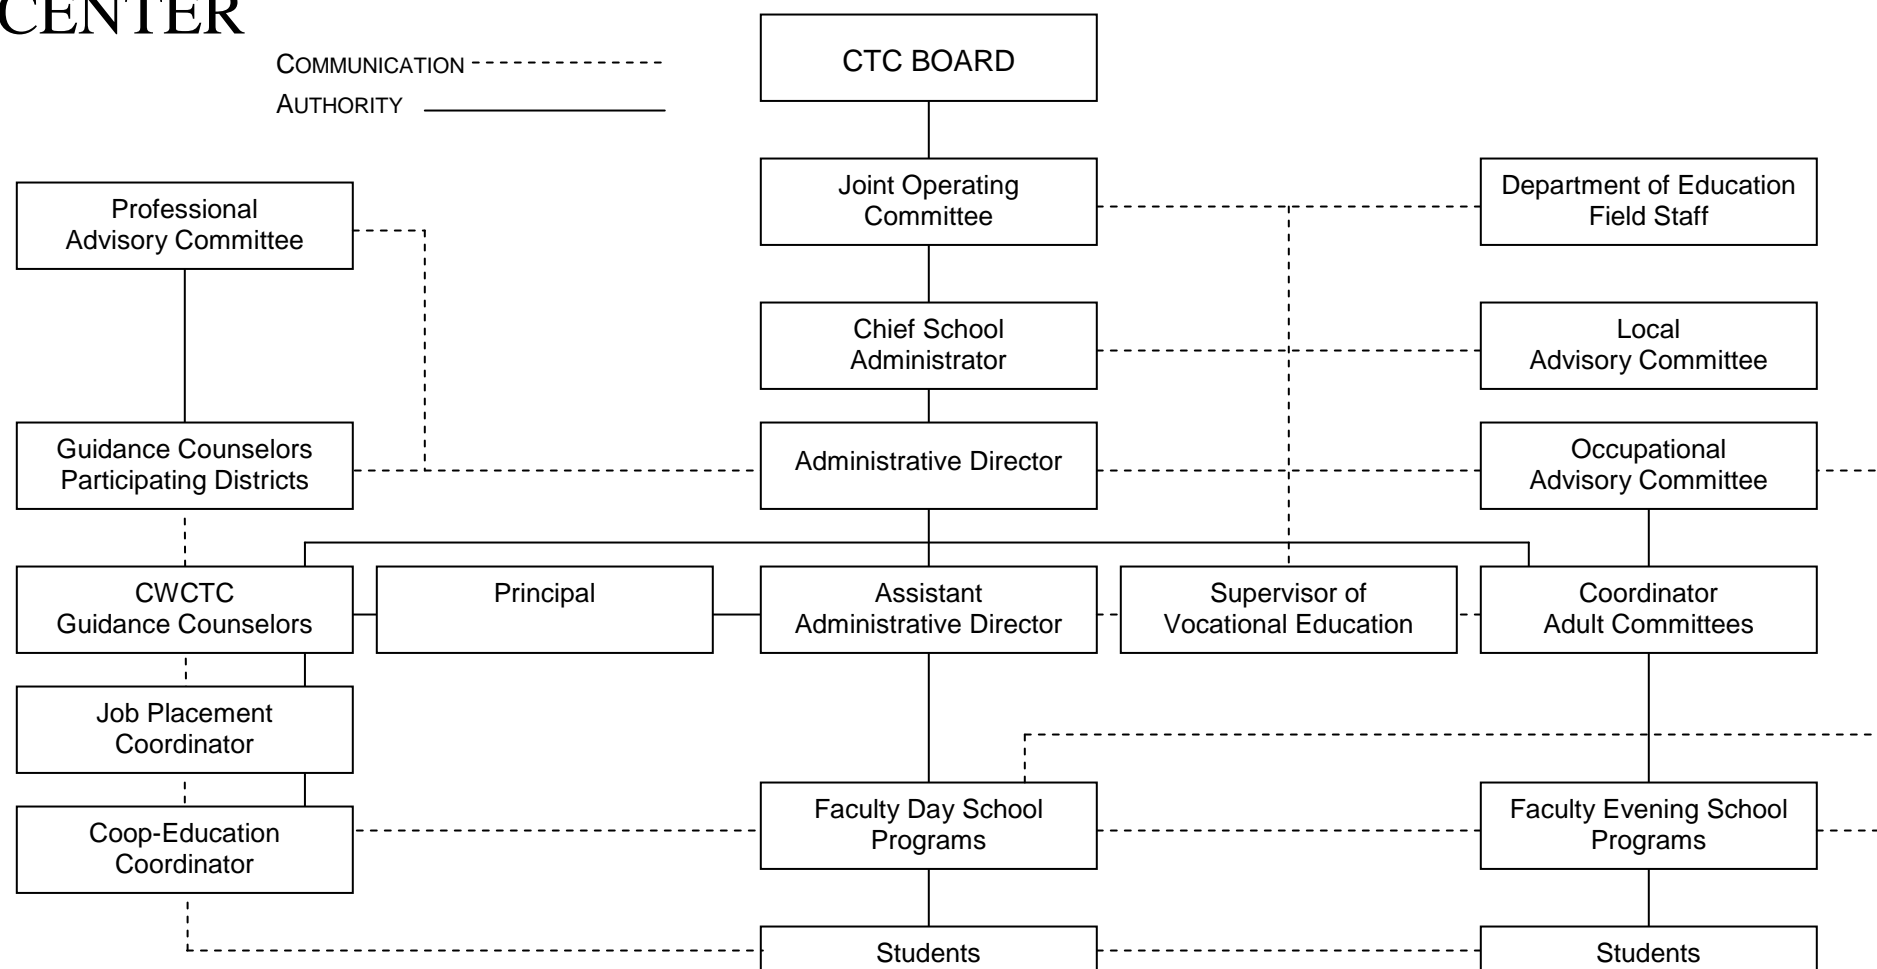 CENTER
COMMUNICATION
AUTHORITY
CTC BOARD
Joint Operating
Committee
Department of Education
Field Staff
Professional
Advisory Committee
Chief School
Administrator
Local
Advisory Committee
Guidance Counselors
Participating Districts
Administrative Director
Occupational
Advisory Committee
CWCTC
Guidance Counselors
Principal
Assistant
Administrative Director
Supervisor of
Vocational Education
Coordinator
Adult Committees
Job Placement
Coordinator
Coop-Education
Coordinator
Faculty Day School
Programs
Faculty Evening School
Programs
Students
Students